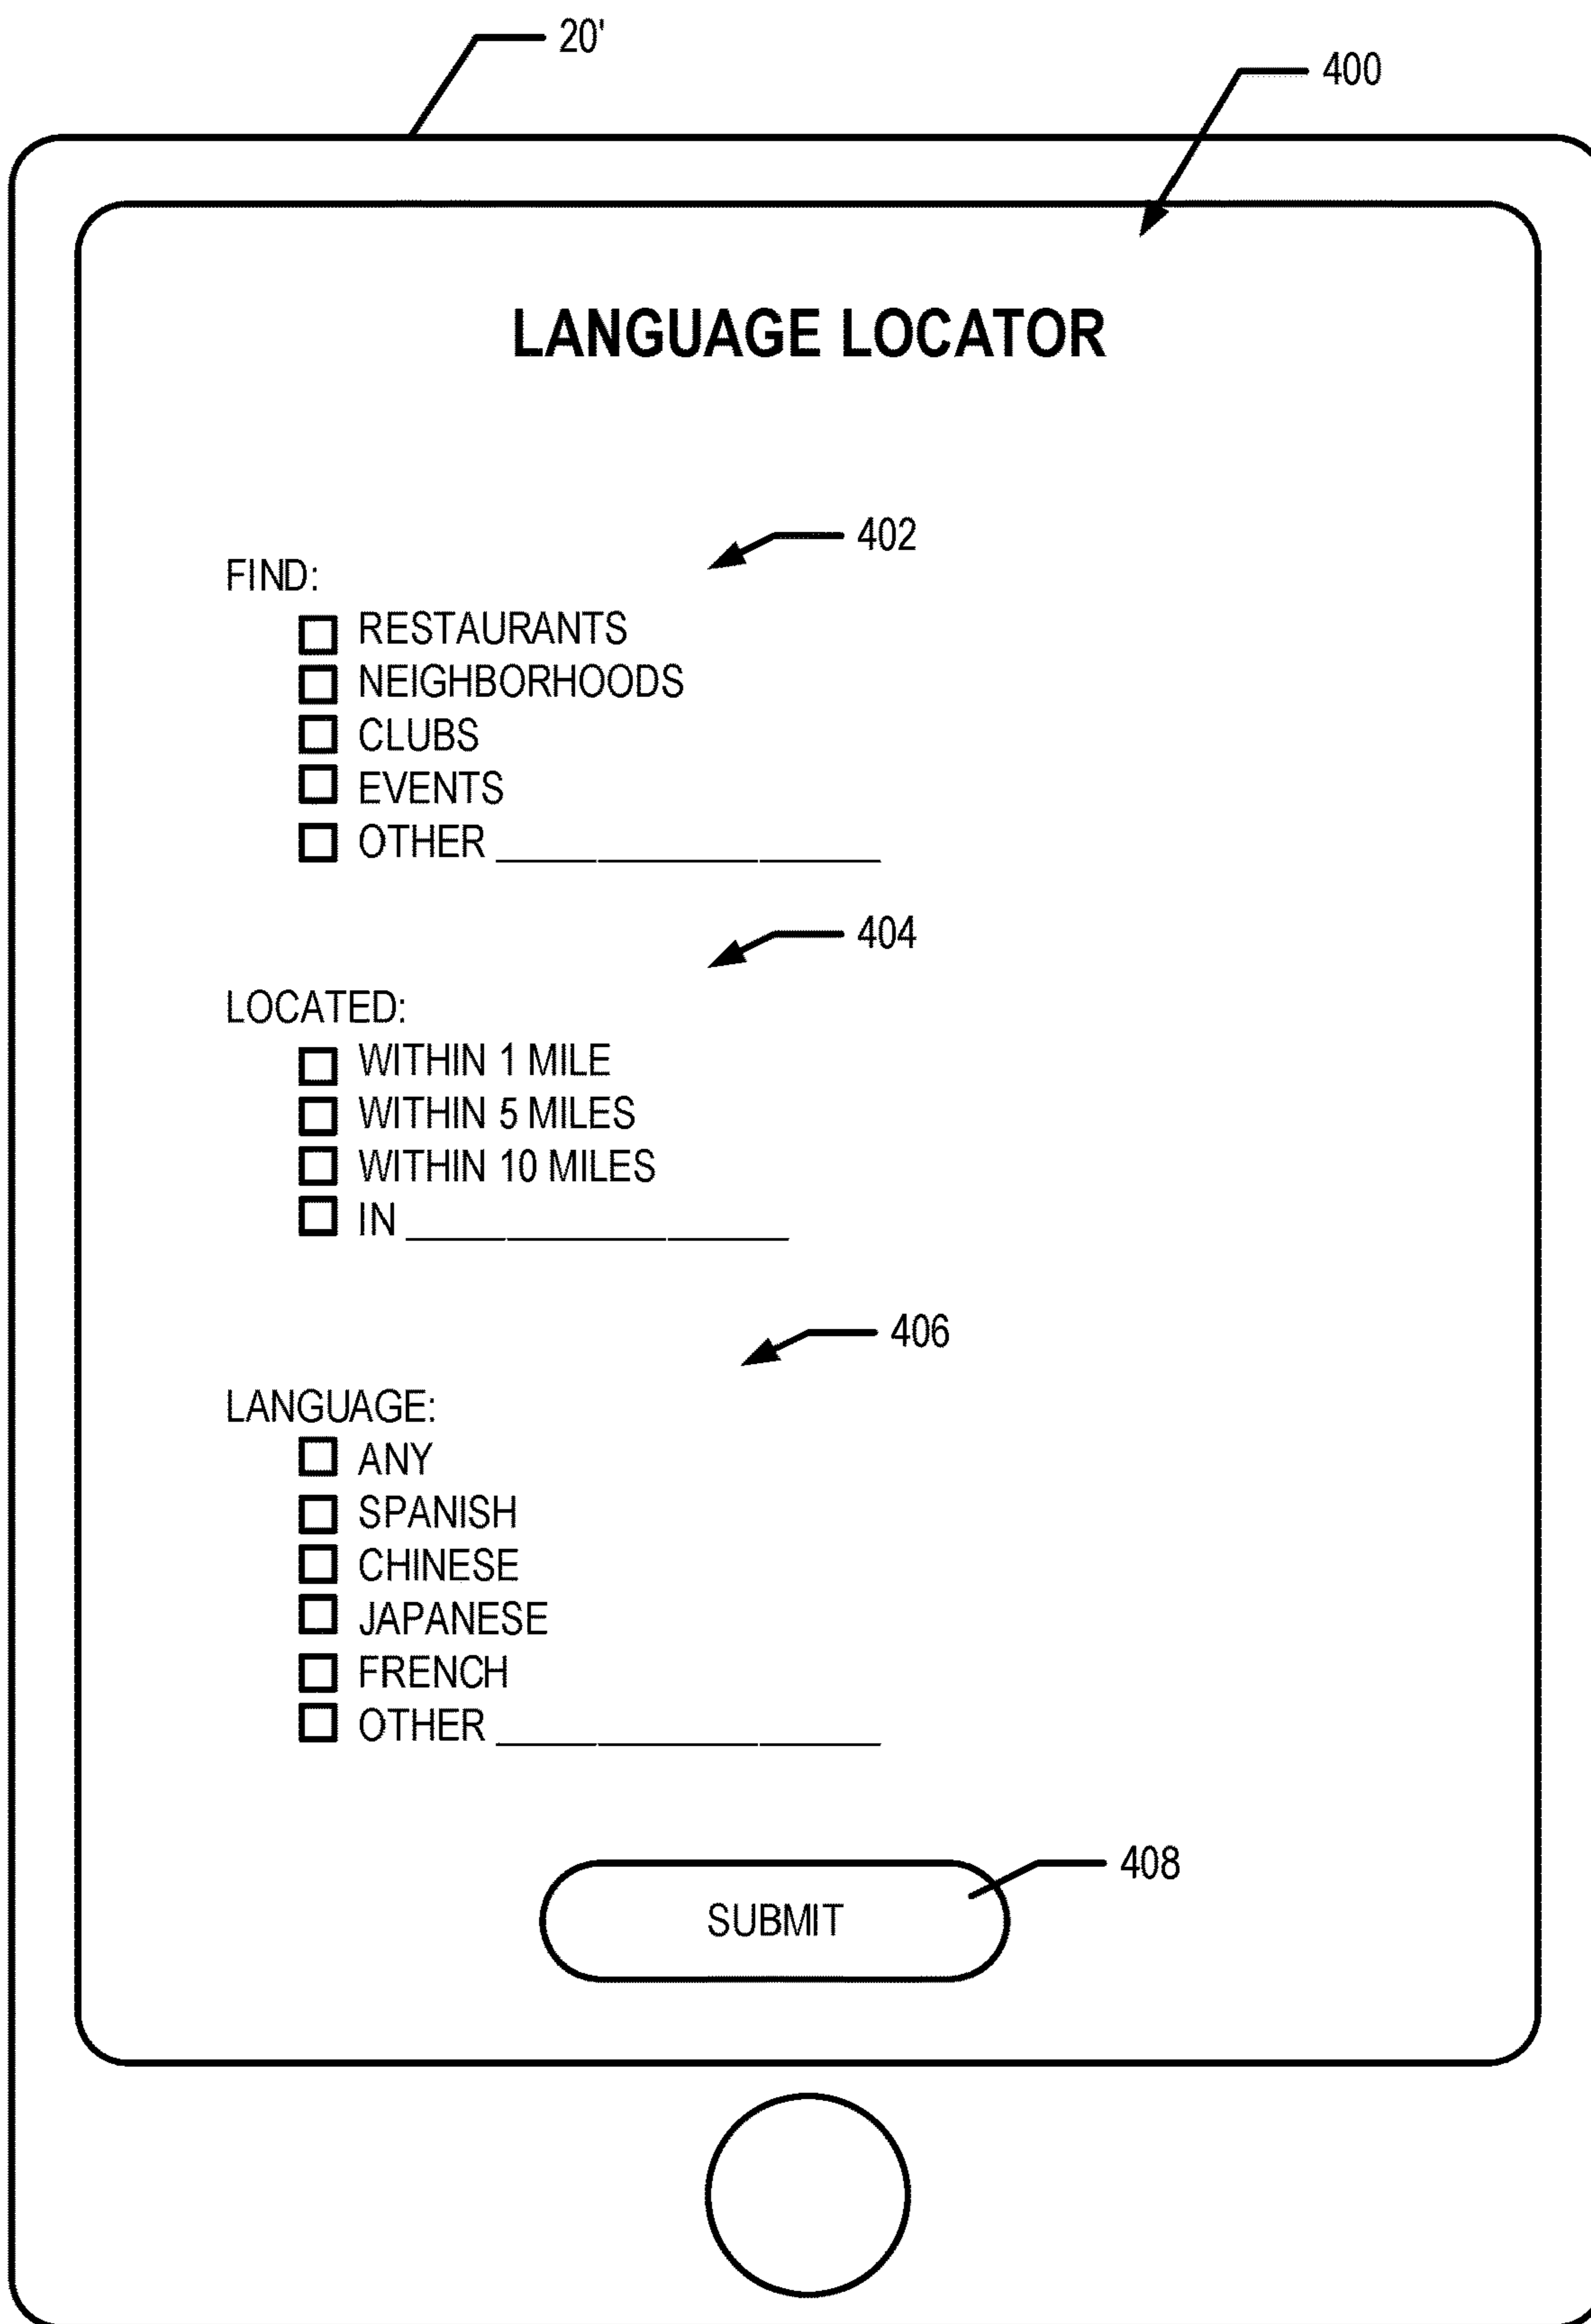 20'
400
LANGUAGE LOCATOR
402
FIND:
RESTAURANTS
NEIGHBORHOODS
CLUBS
EVENTS
OTHER
404
LOCATED:
WITHIN 1 MILE
WITHIN 5 MILES
WITHIN 10 MILES
IN
406
LANGUAGE:
ANY
SPANISH
CHINESE
JAPANESE
FRENCH
OTHER
408
SUBMIT